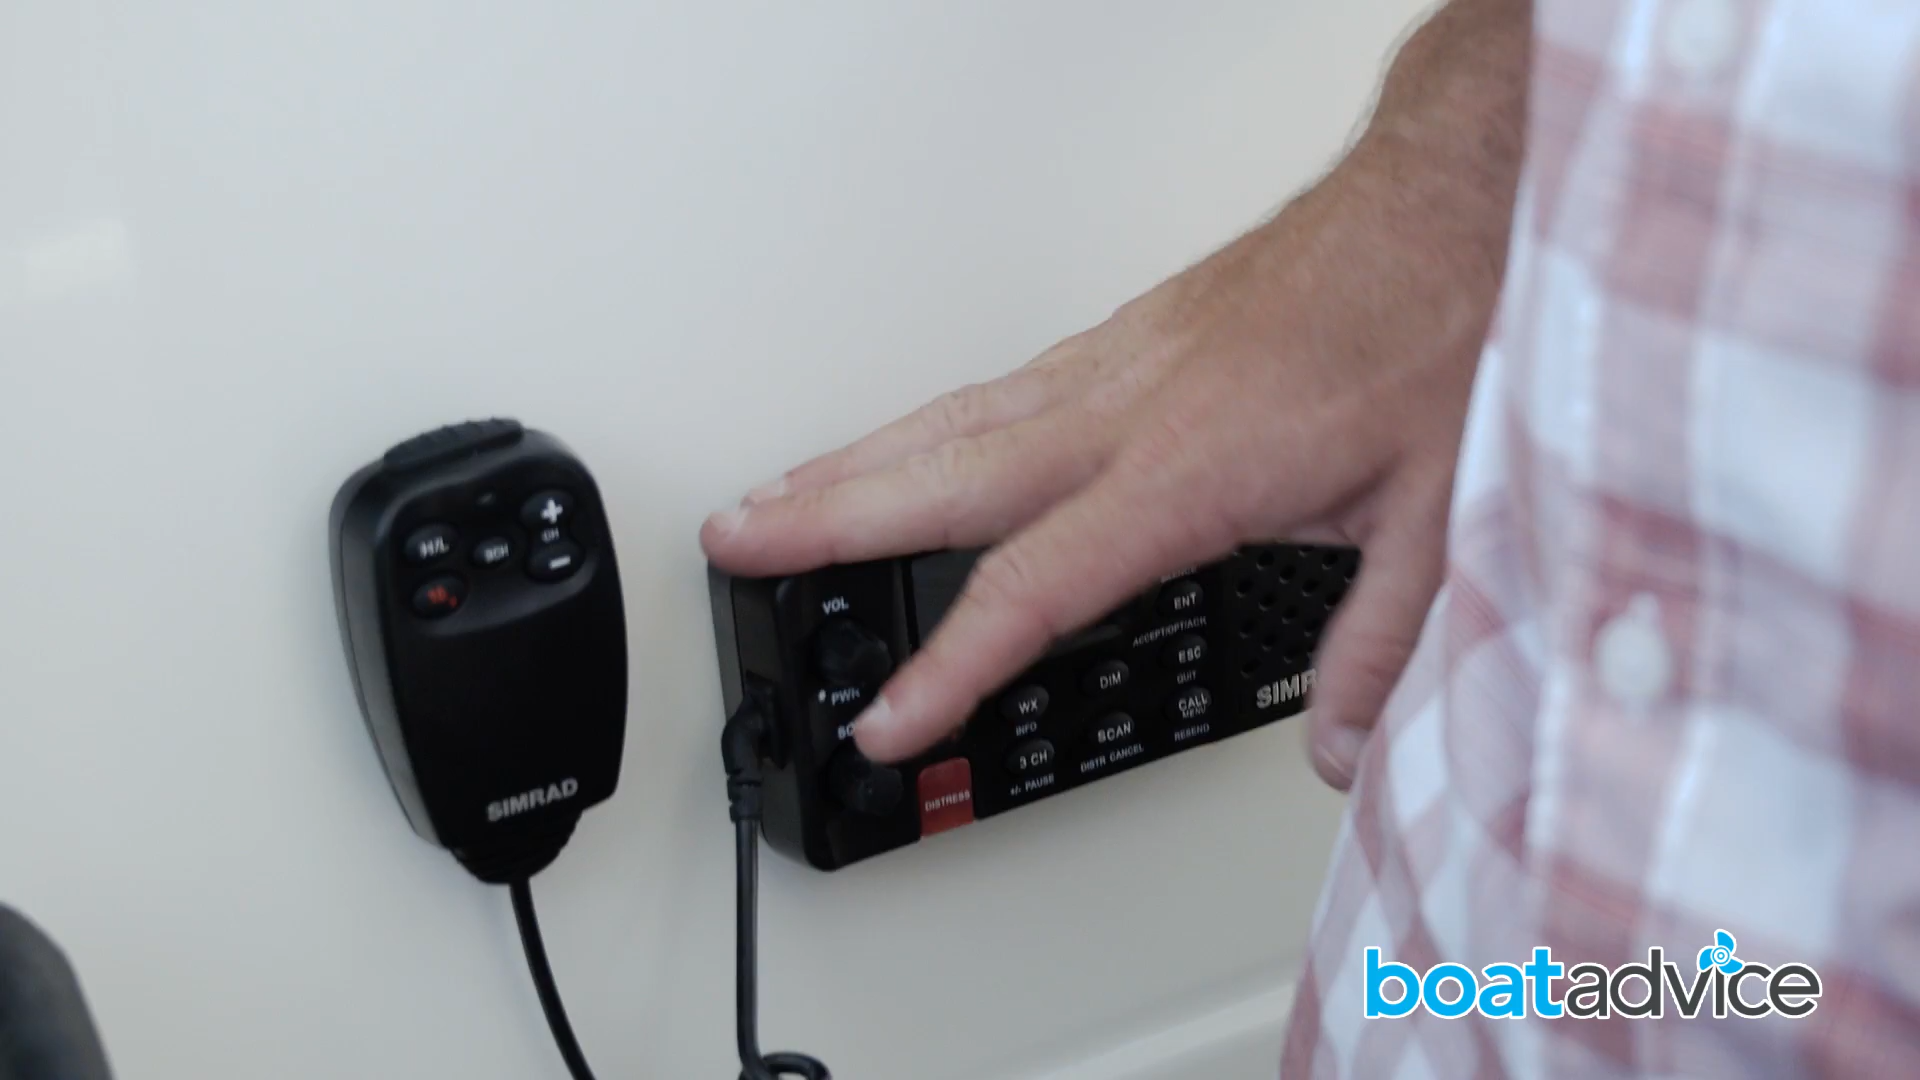 H/L
SCH
+
CH
−
16
SIMRAD
VOL
PWR
DISTRESS
WX
INFO
3 CH
+/- PAUSE
DIM
SCAN
DISTR CANCEL
ENT
ACCEPT/OPT/ACK
ESC
QUIT
CALL
MENU
RESEND
boatadvice